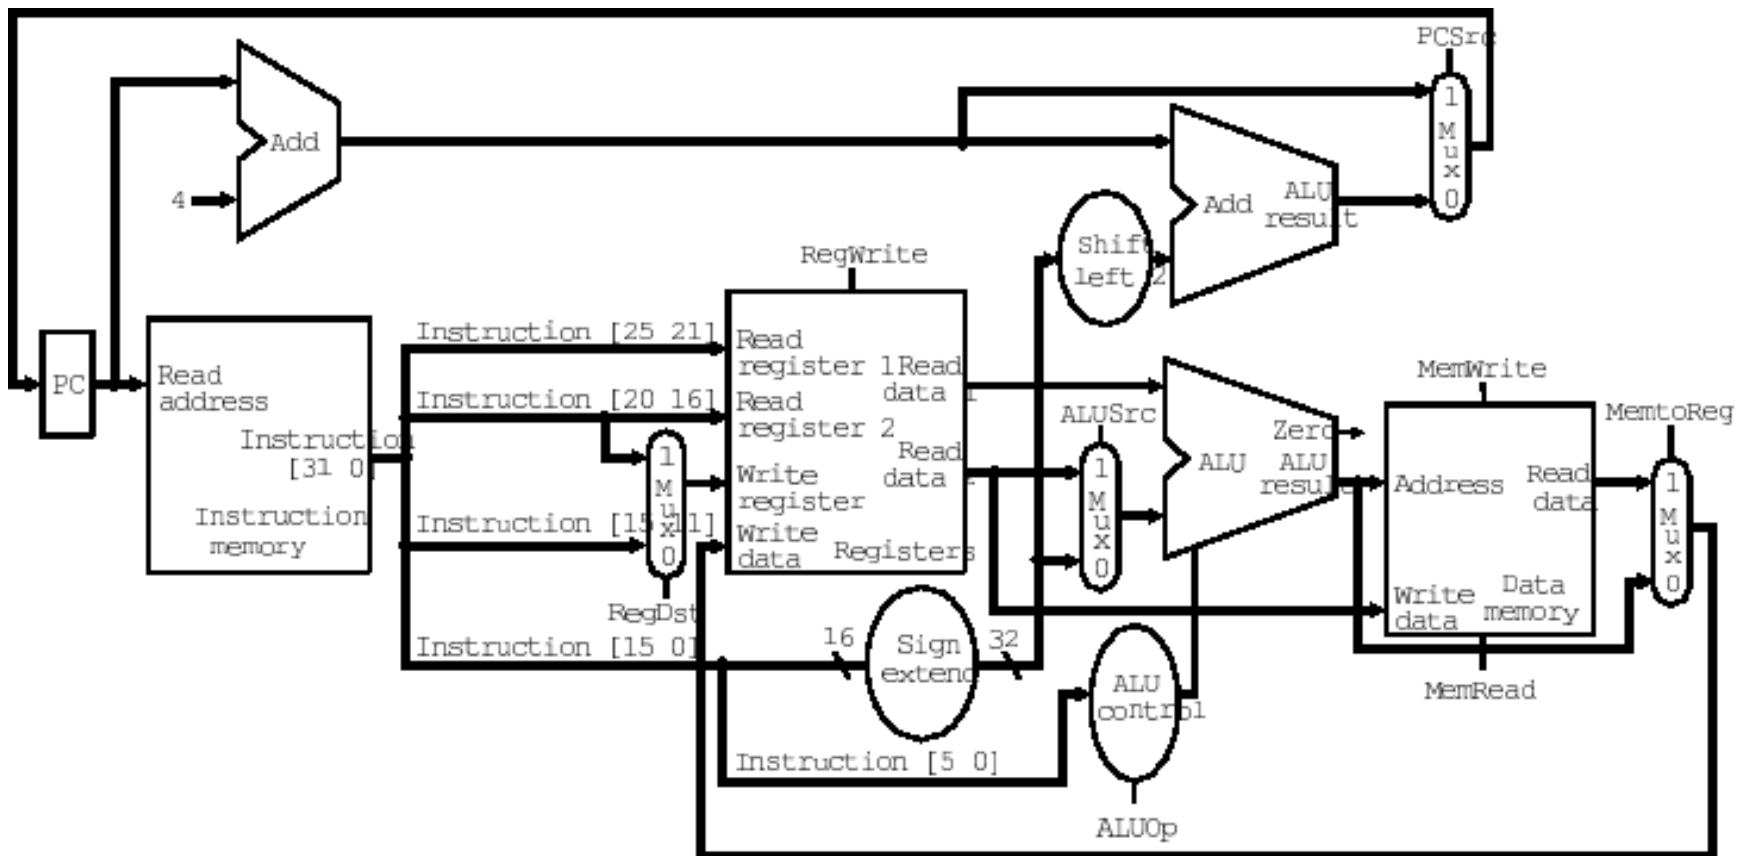 PCSrc
1
M
u
x
0
Add
4
Add
ALU
result
Shift
left 2
RegWrite
PC
Read
address
Instruction
[31 0]
Instruction
memory
Instruction [25 21]
Instruction [20 16]
Instruction [15 11]
Instruction [15 0]
Instruction [5 0]
1
M
u
x
0
RegDst
Read
register 1
Read
register 2
Write
register
Write
data
Read
data 1
Read
data 2
Registers
16
Sign
extend
32
ALUSrc
1
M
u
x
0
Zero
ALU
ALU
result
ALU
control
ALUOp
MemWrite
Address
Read
data
Write
data
Data
memory
MemRead
MemtoReg
1
M
u
x
0